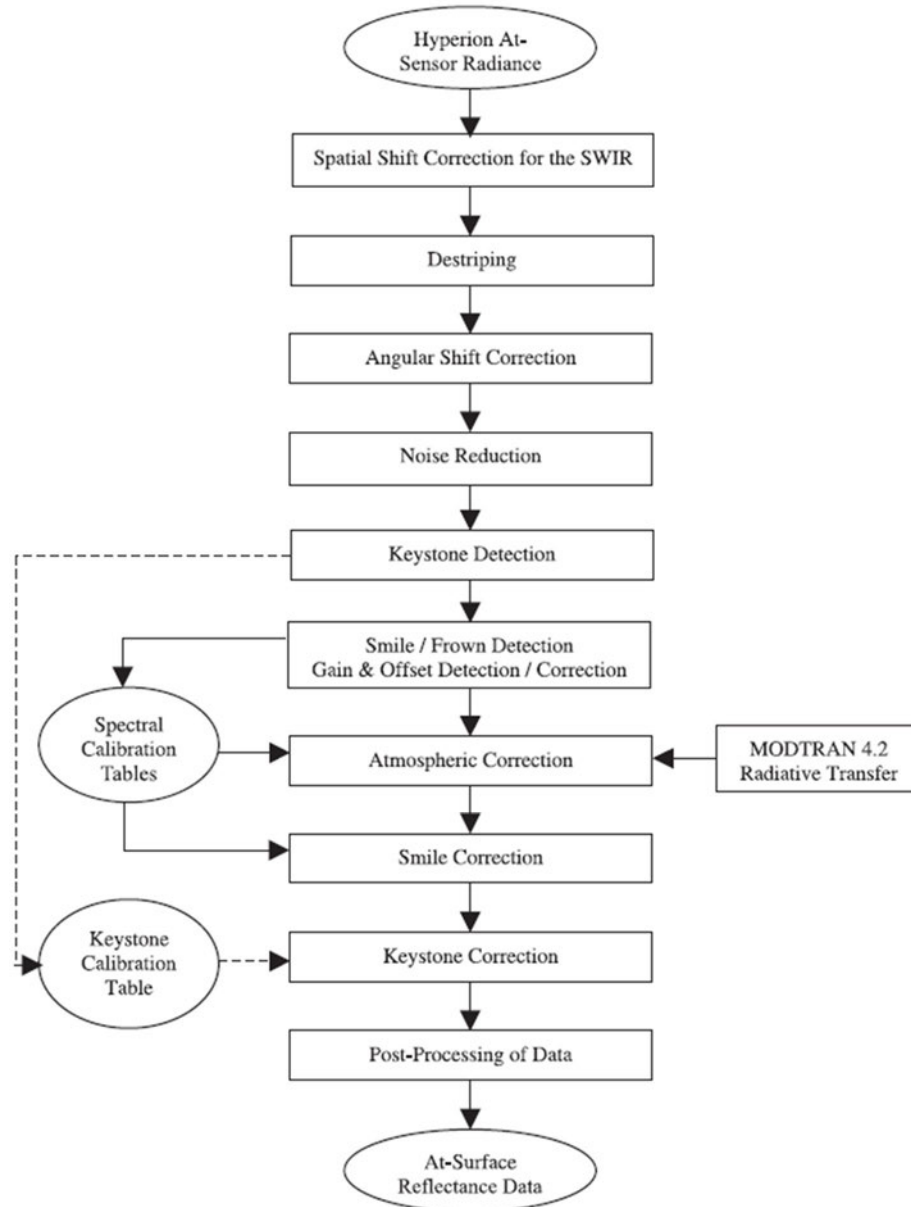 Hyperion At-
Sensor Radiance
Spatial Shift Correction for the SWIR
Destriping
Angular Shift Correction
Noise Reduction
Keystone Detection
Smile / Frown Detection
Gain & Offset Detection / Correction
Spectral
Calibration
Tables
Atmospheric Correction
MODTRAN 4.2
Radiative Transfer
Smile Correction
Keystone
Calibration
Table
Keystone Correction
Post-Processing of Data
At-Surface
Reflectance Data